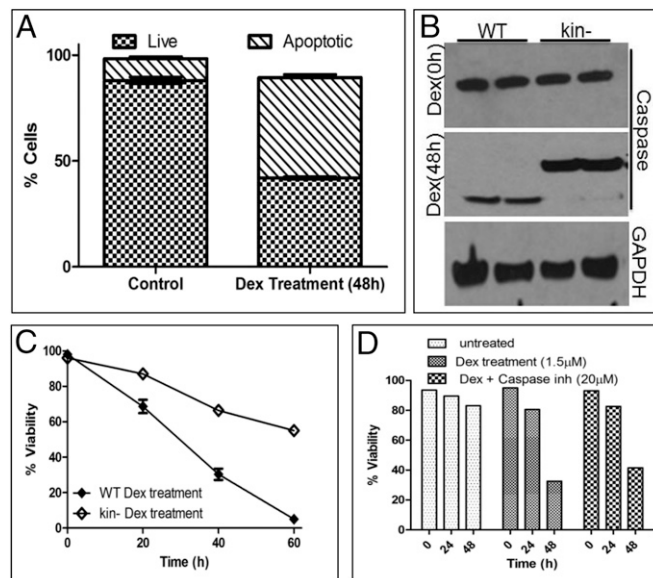 A
Live
Apoptotic
% Cells
100
50
0
Control
Dex Treatment (48h)
B
WT
kin-
Dex(0h)
Dex(48h)
Caspase
GAPDH
C
% Viability
100
80
60
40
20
0
WT Dex treatment
kin- Dex treatment
0
20
40
60
Time (h)
D
untreated
Dex treatment (1.5μM)
Dex + Caspase inh (20μM)
% Viability
100
80
60
40
20
0
0
24
48
0
24
48
0
24
48
Time (h)